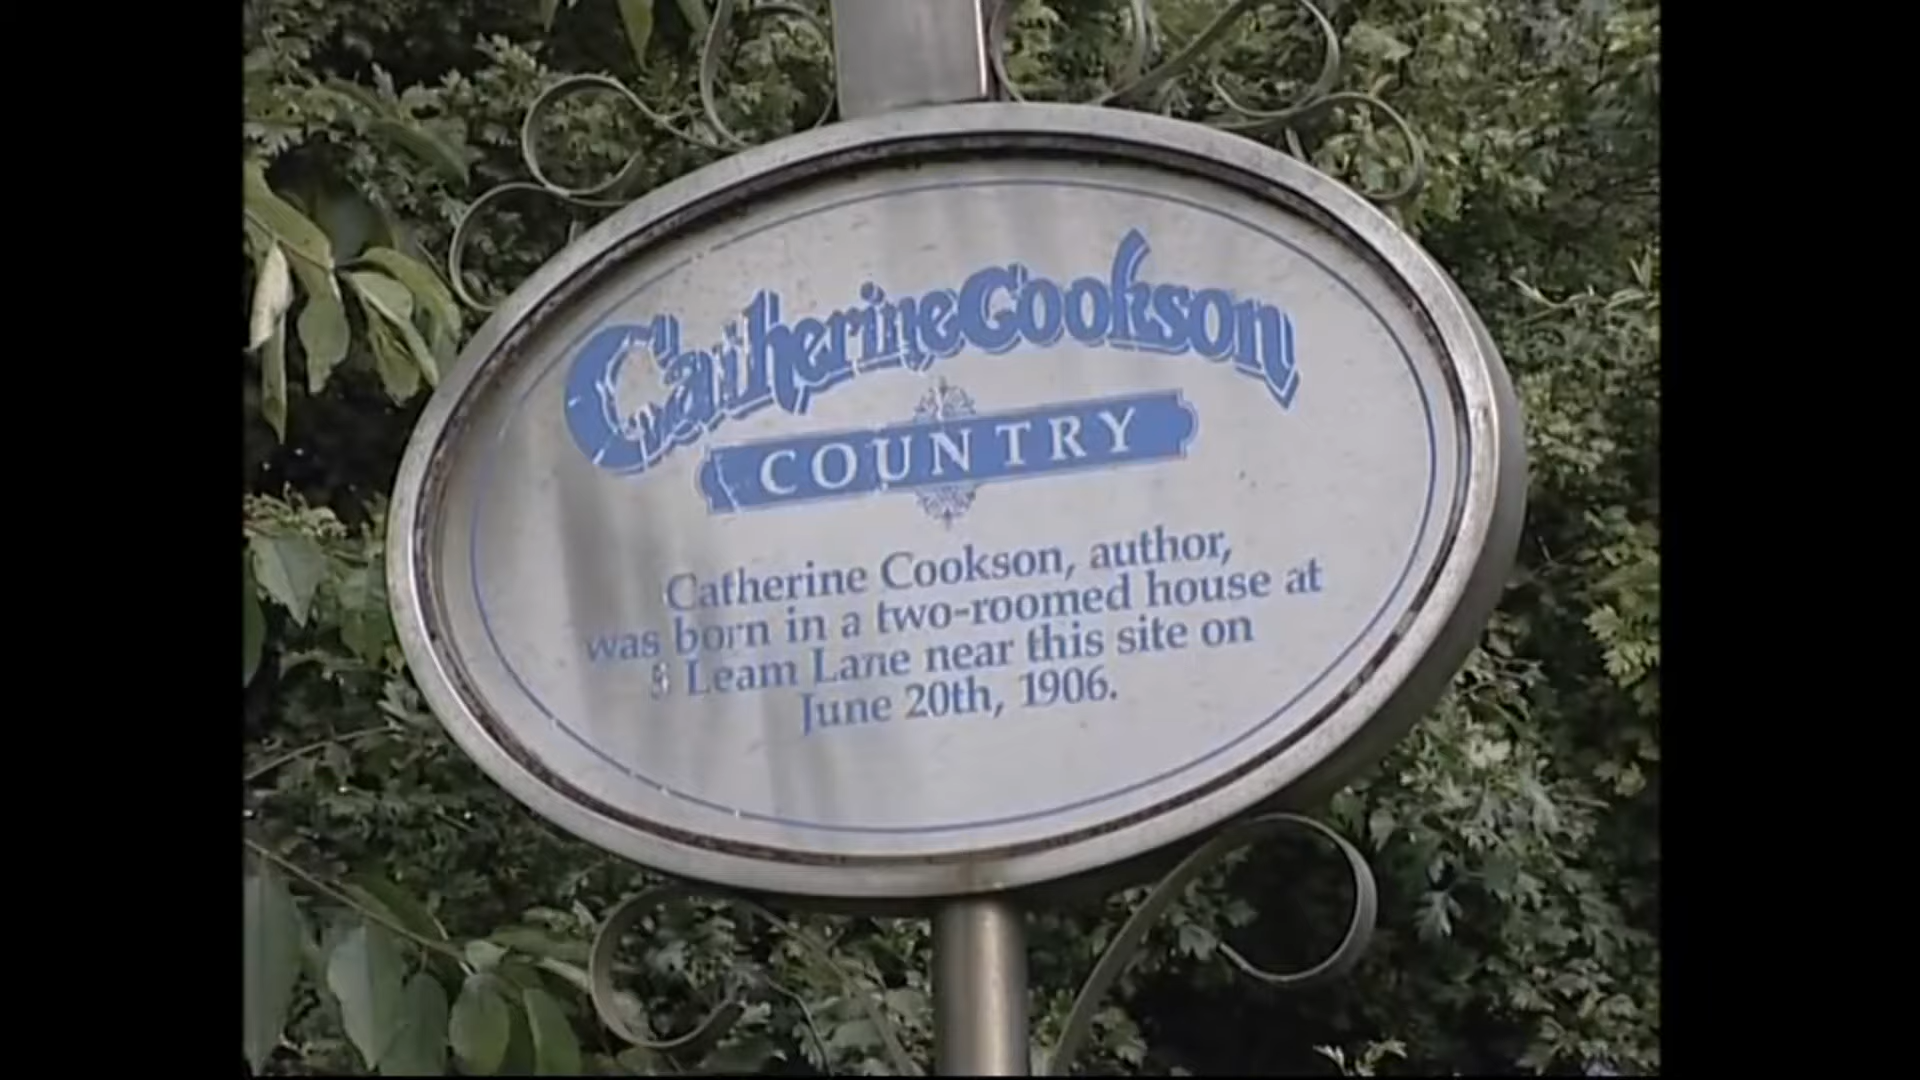 Catherine Cookson
COUNTRY
Catherine Cookson, author,
was born in a two-roomed house at
5 Leam Lane near this site on
June 20th, 1906.